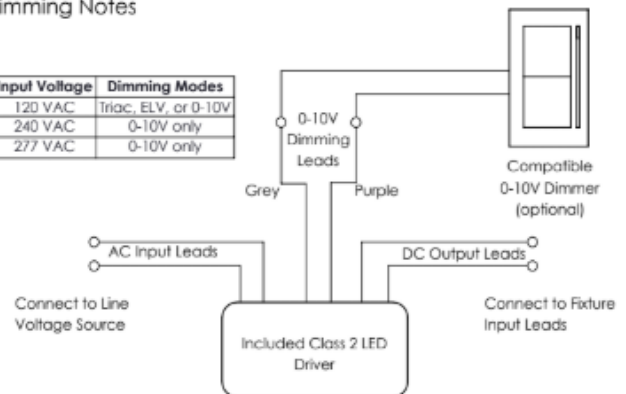 imming Notes
nput Voltage Dimming Modes
120 VAC Triac, ELV, or 0-10V
240 VAC 0-10V only
277 VAC 0-10V only
0-10V
Dimming
Leads
Grey
Purple
Compatible
0-10V Dimmer
(optional)
AC Input Leads
DC Output Leads
Connect to Line
Voltage Source
Connect to Fixture
Input Leads
Included Class 2 LED
Driver